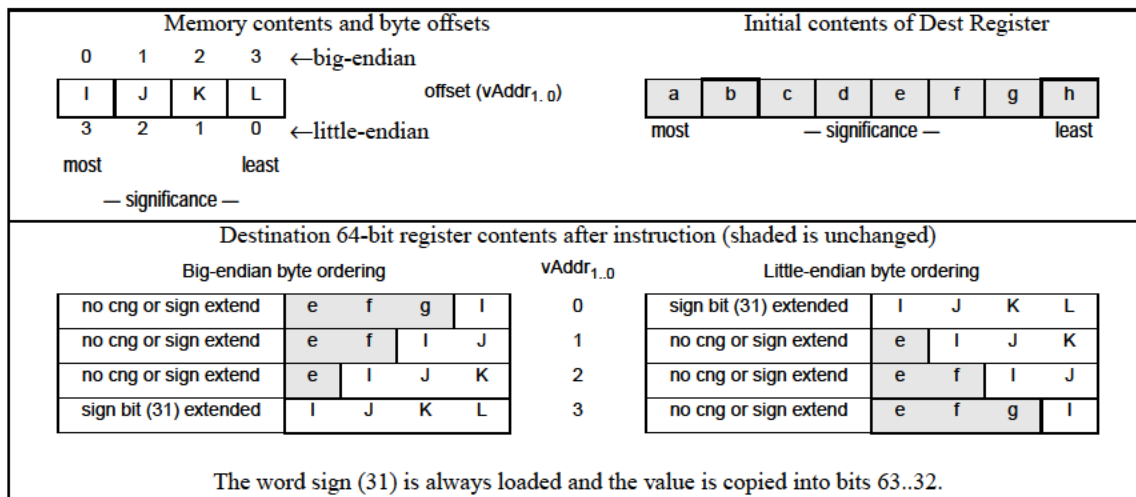 Memory contents and byte offsets
0 1 2 3 ←big-endian
I J K L offset (vAddr1. 0)
3 2 1 0 ←little-endian
most least
— significance —
Initial contents of Dest Register
a b c d e f g h
most — significance — least
Destination 64-bit register contents after instruction (shaded is unchanged)
Big-endian byte ordering vAddr1..0 Little-endian byte ordering
no cng or sign extend e f g I 0 sign bit (31) extended I J K L
no cng or sign extend e f I J 1 no cng or sign extend e I J K
no cng or sign extend e I J K 2 no cng or sign extend e f I J
sign bit (31) extended I J K L 3 no cng or sign extend e f g I
The word sign (31) is always loaded and the value is copied into bits 63..32.